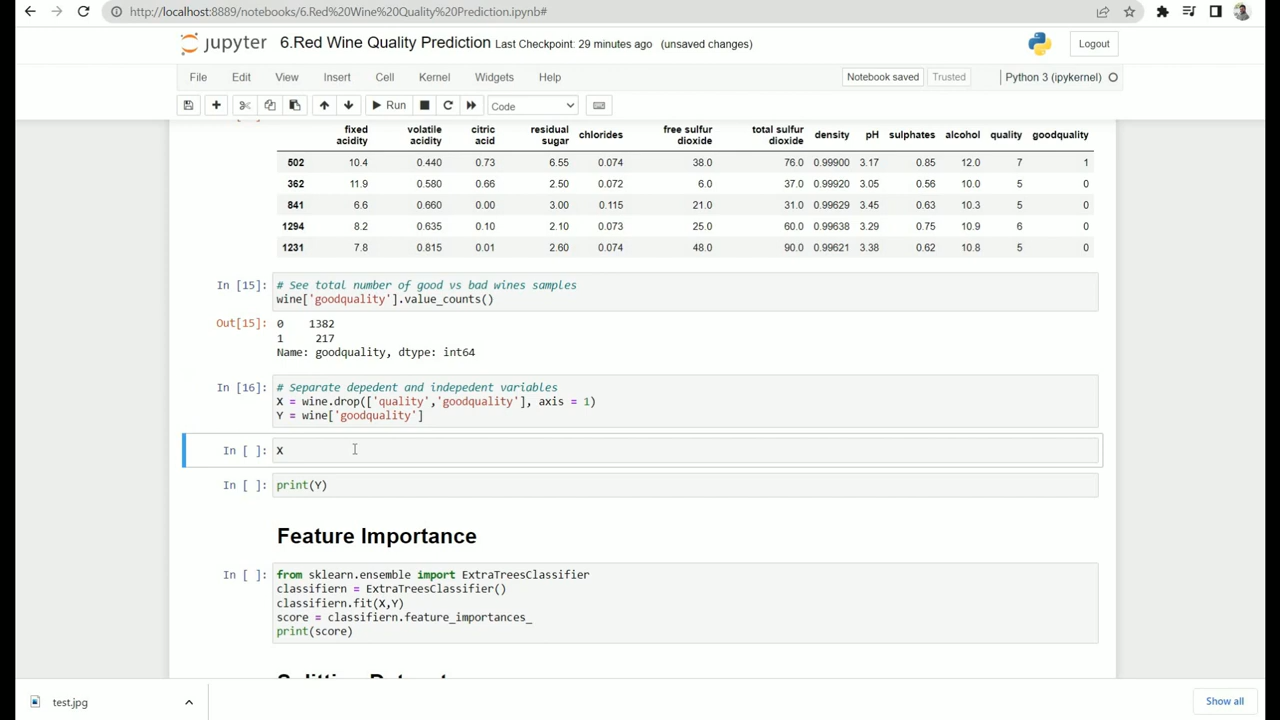 http://localhost:8889/notebooks/6.Red%20Wine%20Quality%20Prediction.ipynb#
jupyter 6.Red Wine Quality Prediction Last Checkpoint: 29 minutes ago (unsaved changes) Logout
File Edit View Insert Cell Kernel Widgets Help Notebook saved Trusted Python 3 (ipykernel)
Run Code
fixed acidity volatile acidity citric acid residual sugar chlorides free sulfur dioxide total sulfur dioxide density pH sulphates alcohol quality goodquality
502 10.4 0.440 0.73 6.55 0.074 38.0 76.0 0.99900 3.17 0.85 12.0 7 1
362 11.9 0.580 0.66 2.50 0.072 6.0 37.0 0.99920 3.05 0.56 10.0 5 0
841 6.6 0.660 0.00 3.00 0.115 21.0 31.0 0.99629 3.45 0.63 10.3 5 0
1294 8.2 0.635 0.10 2.10 0.073 25.0 60.0 0.99638 3.29 0.75 10.9 6 0
1231 7.8 0.815 0.01 2.60 0.074 48.0 90.0 0.99621 3.38 0.62 10.8 5 0
In [15]: # See total number of good vs bad wines samples
wine['goodquality'].value_counts()
Out[15]: 0 1382
1 217
Name: goodquality, dtype: int64
In [16]: # Separate depedent and indepedent variables
X = wine.drop(['quality','goodquality'], axis = 1)
Y = wine['goodquality']
In [ ]: X
In [ ]: print(Y)
Feature Importance
In [ ]: from sklearn.ensemble import ExtraTreesClassifier
classifiern = ExtraTreesClassifier()
classifiern.fit(X,Y)
score = classifiern.feature_importances_
print(score)
test.jpg Show all